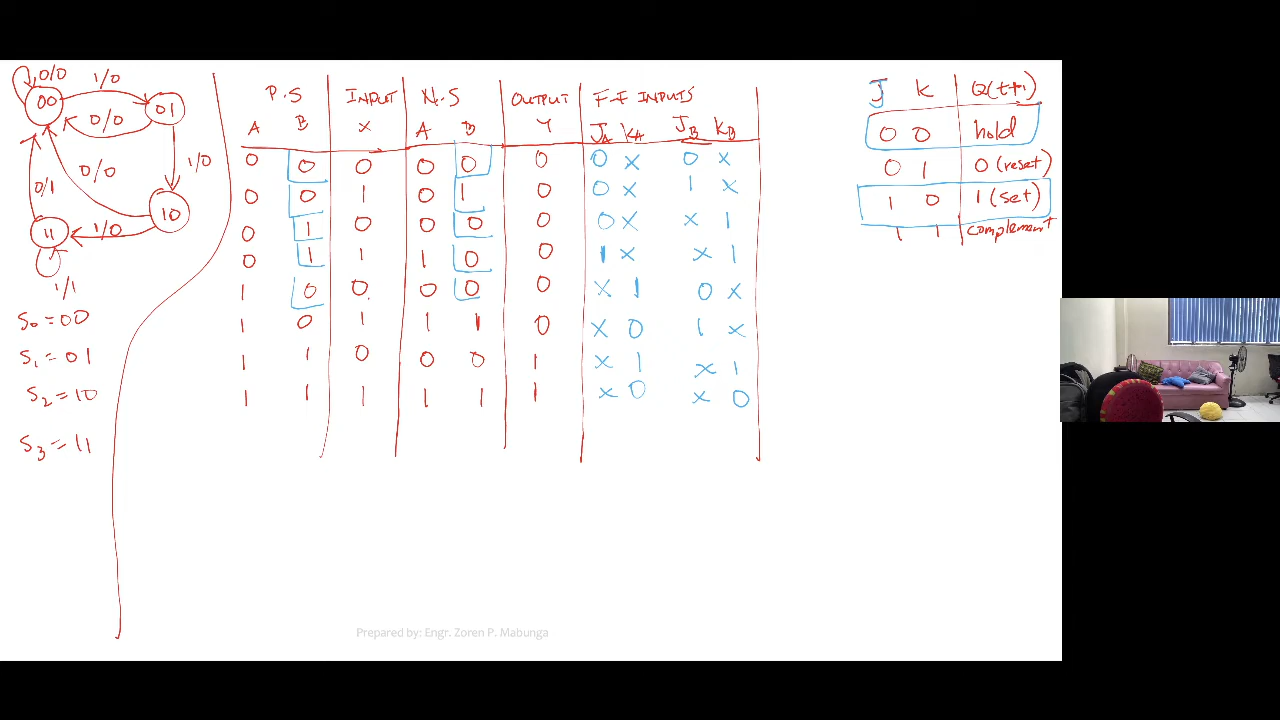 0/0
1/0
00
01
0/0
1/0
0/0
0/1
10
11
1/0
1/1
S0 = 00
S1 = 01
S2 = 10
S3 = 11
P.S INPUT N.S OUTPUT F-F INPUTS
A B X A B Y JA KA JB KB
0 0 0 0 0 0 0 X 0 X
0 0 1 0 1 0 0 X 1 X
0 1 0 0 0 0 0 X X 1
0 1 1 1 0 0 1 X X 1
1 0 0 0 0 0 X 1 0 X
1 0 1 1 1 0 X 0 1 X
1 1 0 0 0 1 X 1 X 1
1 1 1 1 1 1 X 0 X 0
J K Q(t+1)
0 0 hold
0 1 0 (reset)
1 0 1 (set)
1 1 complement
Prepared by: Engr. Zoren P. Mabunga